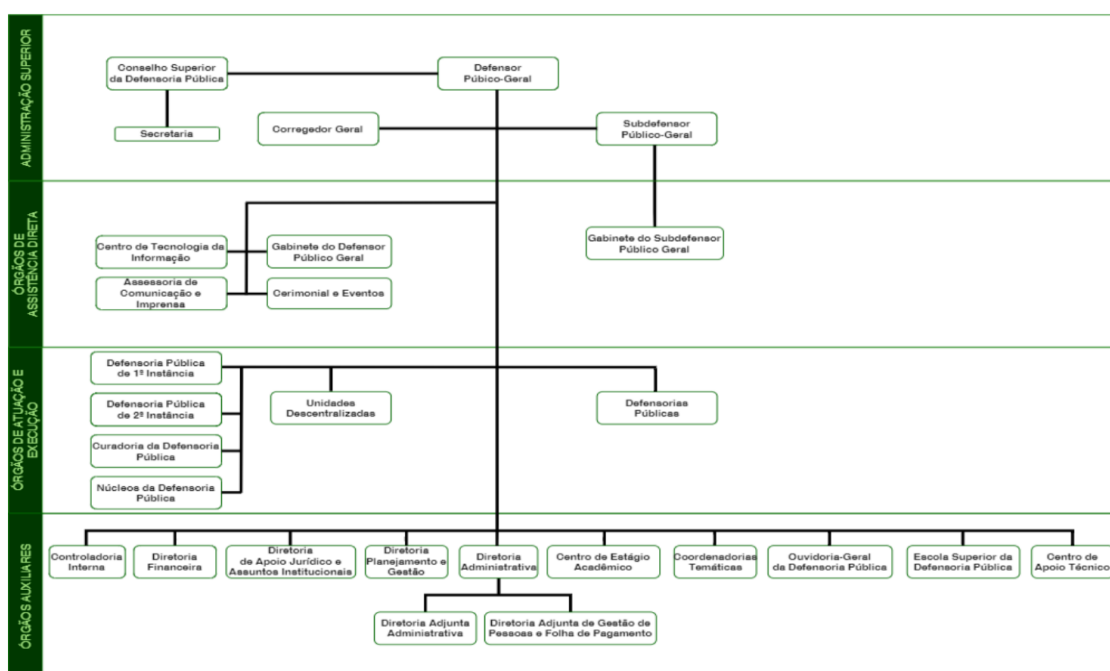 ADMINISTRAÇÃO SUPERIOR
Conselho Superior
da Defensoria Pública
Defensor
Púbico-Geral
Secretaria
Corregedor Geral
Subdefensor
Público-Geral
ÓRGÃOS DE
ASSISTÊNCIA DIRETA
Centro de Tecnologia da
Informação
Gabinete do Defensor
Público Geral
Gabinete do Subdefensor
Público Geral
Assessoria de
Comunicação e
Imprensa
Cerimonial e Eventos
ÓRGÃOS DE ATUAÇÃO E
EXECUÇÃO
Defensoria Pública
de 1ª Instância
Defensoria Pública
de 2ª Instância
Curadoria da Defensoria
Pública
Núcleos da Defensoria
Pública
Unidades
Descentralizadas
Defensorias
Públicas
ÓRGÃOS AUXILIARES
Controladoria
Interna
Diretoria
Financeira
Diretoria
de Apoio Jurídico e
Assuntos Institucionais
Diretoria
Planejamento e
Gestão
Diretoria
Administrativa
Centro de Estágio
Acadêmico
Coordenadorias
Temáticas
Ouvidoria-Geral
da Defensoria Pública
Escola Superior da
Defensoria Pública
Centro de
Apoio Técnico
Diretoria Adjunta
Administrativa
Diretoria Adjunta de Gestão de
Pessoas e Folha de Pagamento